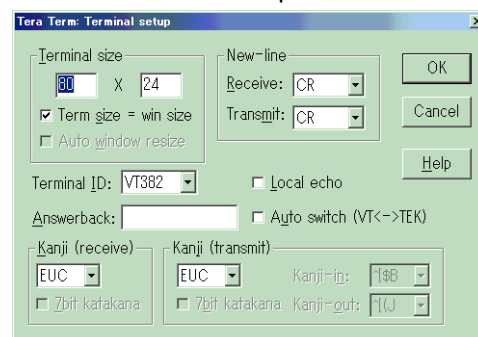 Tera Term: Terminal setup
Terminal size
80 X 24
Term size = win size
Auto window resize
New-line
Receive: CR
Transmit: CR
OK
Cancel
Help
Terminal ID: VT382
Local echo
Answerback:
Auto switch (VT<->TEK)
Kanji (receive)
EUC
7bit katakana
Kanji (transmit)
EUC
Kanji-in: ^[$B
7bit katakana
Kanji-out: ^[(J